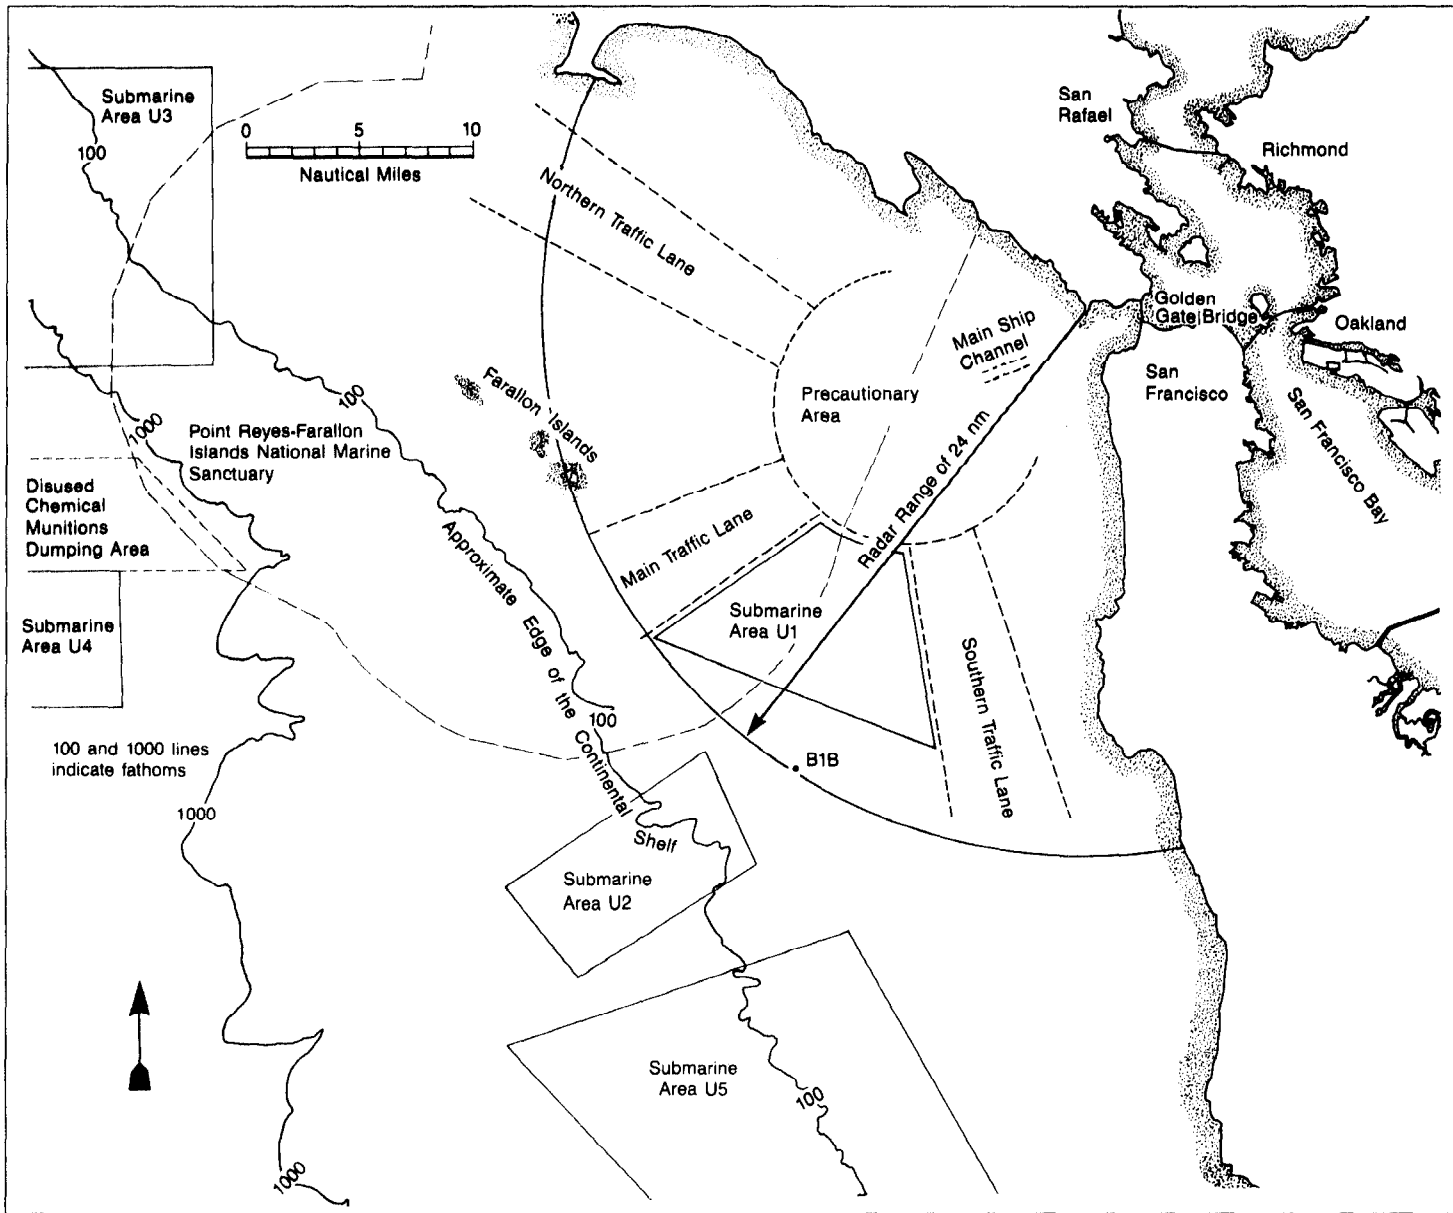 Submarine
Area U3
100
0 5 10
Nautical Miles
San
Rafael
Richmond
Northern Traffic Lane
Golden
Gate Bridge
Oakland
Main Ship
Channel
San
Francisco
San Francisco Bay
Precautionary
Area
Farallon Islands
100
1000
Point Reyes-Farallon
Islands National Marine
Sanctuary
Disused
Chemical
Munitions
Dumping Area
Radar Range of 24 nm
Main Traffic Lane
Approximate Edge of the Continental
Shelf
Submarine
Area U1
Submarine
Area U4
Southern Traffic Lane
100
100 and 1000 lines
indicate fathoms
B1B
1000
Submarine
Area U2
Submarine
Area U5
100
1000